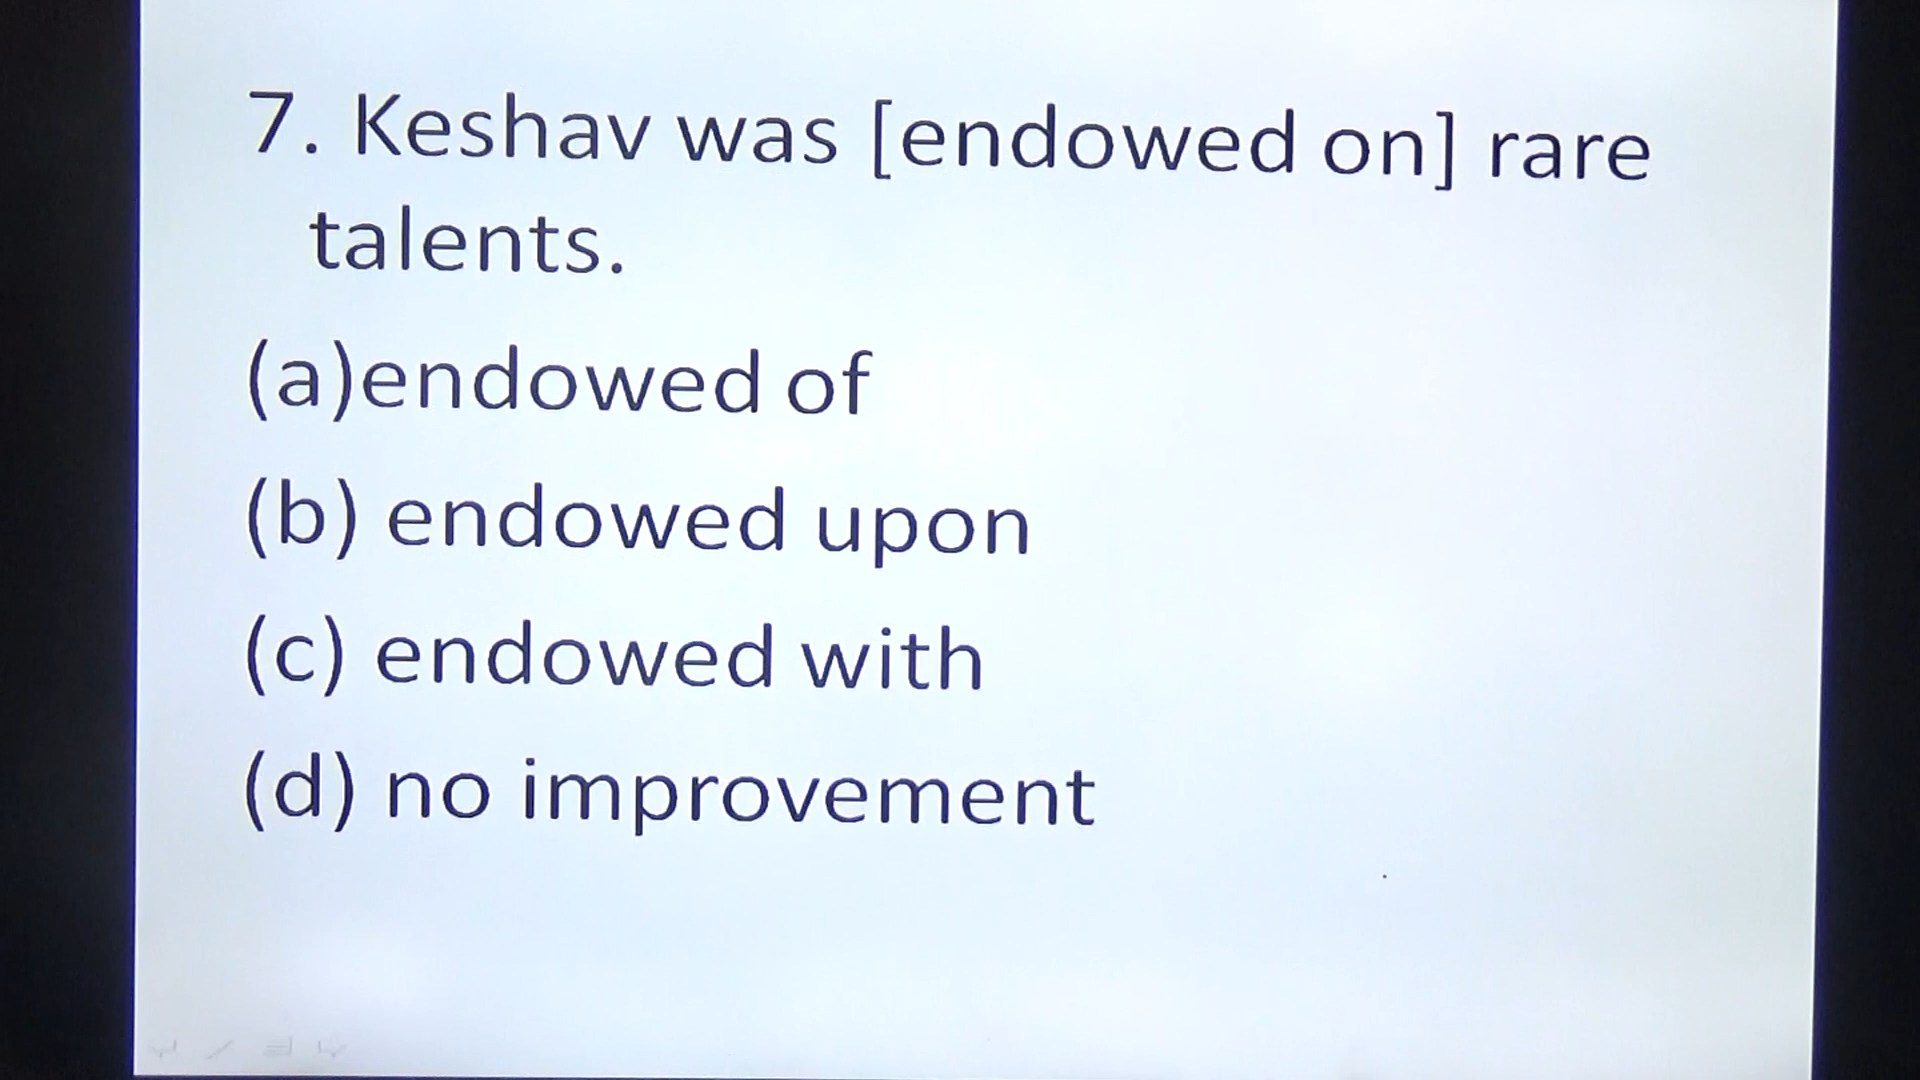 7. Keshav was [endowed on] rare
talents.
(a)endowed of
(b) endowed upon
(c) endowed with
(d) no improvement